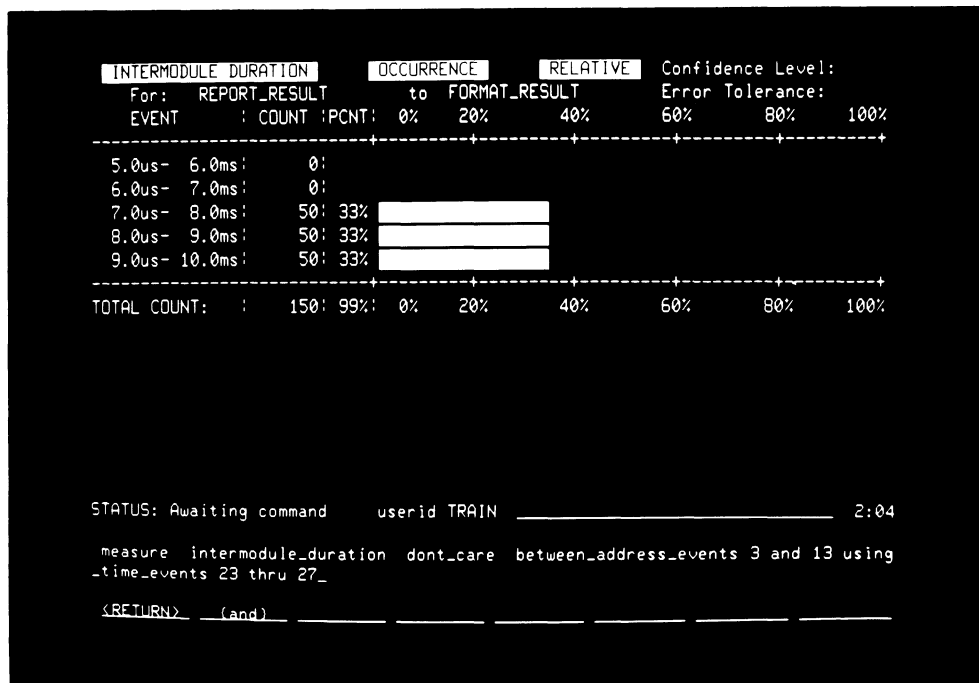 INTERMODULE DURATION OCCURRENCE RELATIVE Confidence Level:
For: REPORT_RESULT to FORMAT_RESULT Error Tolerance:
EVENT ¦ COUNT ¦PCNT¦ 0% 20% 40% 60% 80% 100%
5.0us- 6.0ms¦ 0¦
6.0us- 7.0ms¦ 0¦
7.0us- 8.0ms¦ 50¦ 33%
8.0us- 9.0ms¦ 50¦ 33%
9.0us- 10.0ms¦ 50¦ 33%
TOTAL COUNT: ¦ 150¦ 99%¦ 0% 20% 40% 60% 80% 100%
STATUS: Awaiting command userid TRAIN 2:04
measure intermodule_duration dont_care between_address_events 3 and 13 using
_time_events 23 thru 27_
<RETURN> (and)